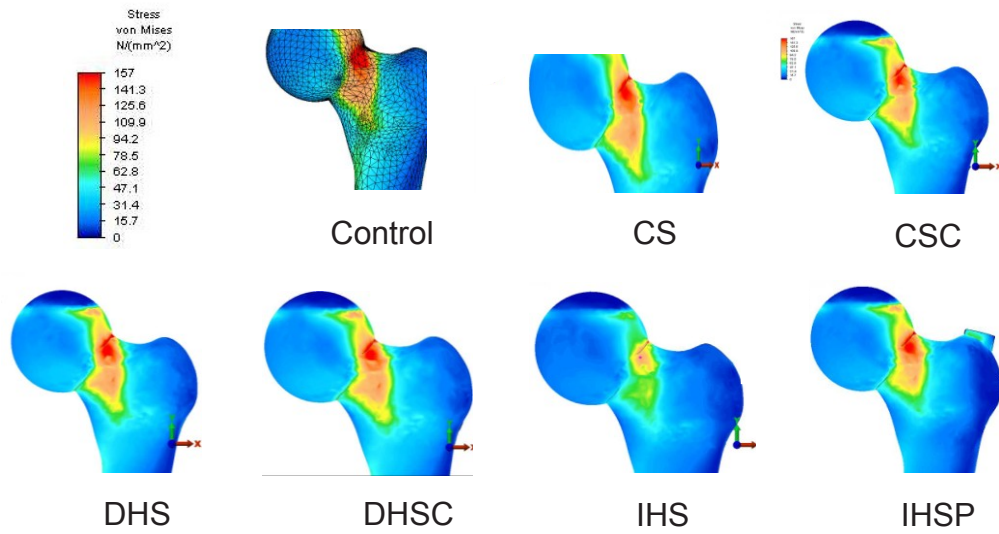 Stress
von Mises
N/(mm^2)
157
141.3
125.6
109.9
94.2
78.5
62.8
47.1
31.4
15.7
0
Control
CS
CSC
DHS
DHSC
IHS
IHSP
X
X
X
X